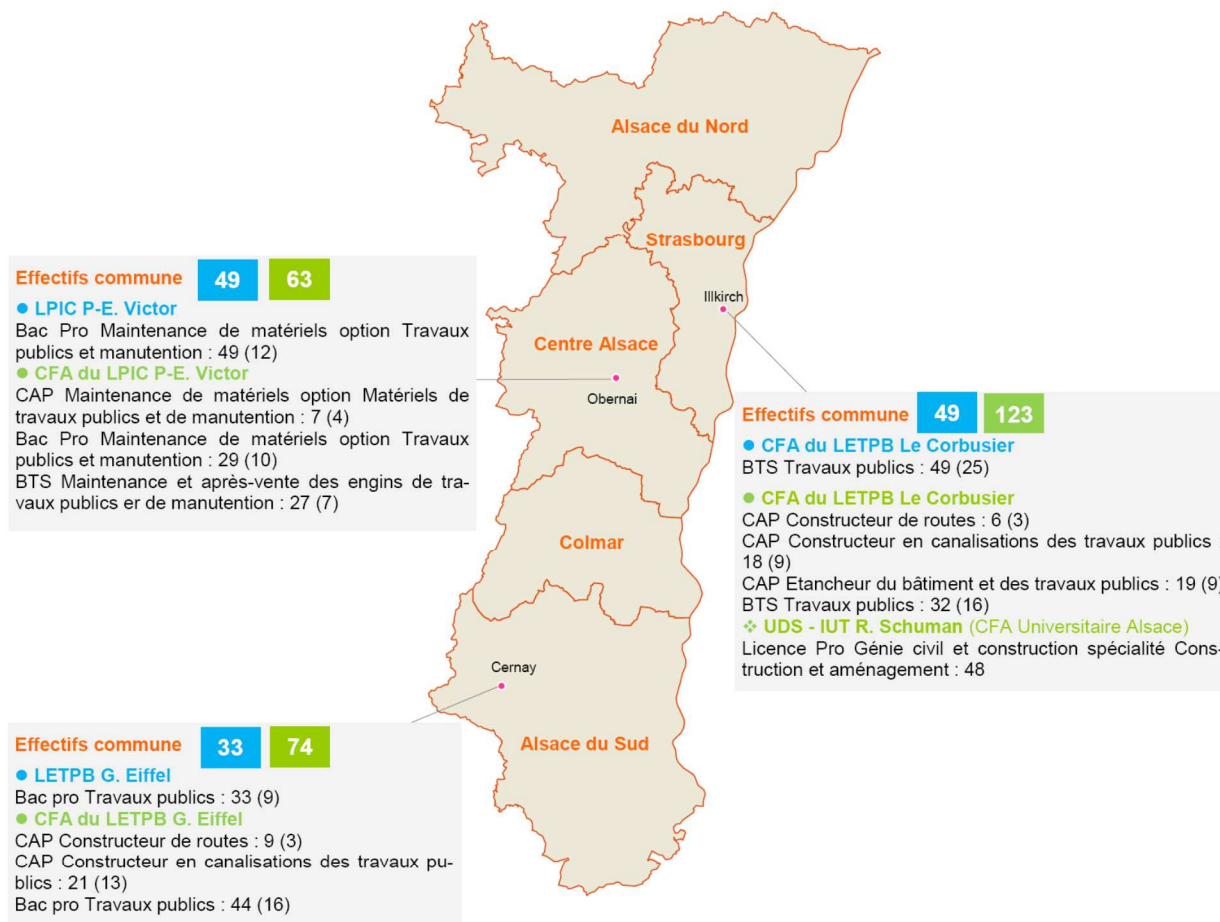 Alsace du Nord
Strasbourg
Illkirch
Centre Alsace
Obernai
Colmar
Cernay
Alsace du Sud
Effectifs commune 49 63
● LPIC P-E. Victor
Bac Pro Maintenance de matériels option Travaux
publics et manutention : 49 (12)
● CFA du LPIC P-E. Victor
CAP Maintenance de matériels option Matériels de
travaux publics et de manutention : 7 (4)
Bac Pro Maintenance de matériels option Travaux
publics et manutention : 29 (10)
BTS Maintenance et après-vente des engins de tra-
vaux publics er de manutention : 27 (7)
Effectifs commune 49 123
● CFA du LETPB Le Corbusier
BTS Travaux publics : 49 (25)
● CFA du LETPB Le Corbusier
CAP Constructeur de routes : 6 (3)
CAP Constructeur en canalisations des travaux publics :
18 (9)
CAP Etancheur du bâtiment et des travaux publics : 19 (9)
BTS Travaux publics : 32 (16)
❖ UDS - IUT R. Schuman (CFA Universitaire Alsace)
Licence Pro Génie civil et construction spécialité Cons-
truction et aménagement : 48
Effectifs commune 33 74
● LETPB G. Eiffel
Bac pro Travaux publics : 33 (9)
● CFA du LETPB G. Eiffel
CAP Constructeur de routes : 9 (3)
CAP Constructeur en canalisations des travaux pu-
blics : 21 (13)
Bac pro Travaux publics : 44 (16)